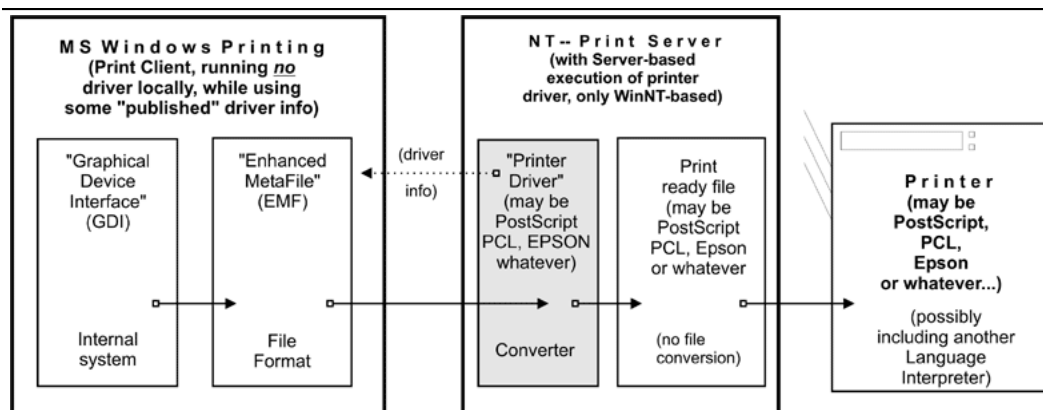 MS Windows Printing
(Print Client, running no
driver locally, while using
some "published" driver info)
"Graphical
Device
Interface"
(GDI)
Internal
system
"Enhanced
MetaFile"
(EMF)
File
Format
(driver
info)
NT-- Print Server
(with Server-based
execution of printer
driver, only WinNT-based)
"Printer
Driver"
(may be
PostScript
PCL, EPSON
whatever)
Converter
Print
ready file
(may be
PostScript
PCL, Epson
or whatever
(no file
conversion)
Printer
(may be
PostScript,
PCL,
Epson
or whatever...)
(possibly
including another
Language
Interpreter)